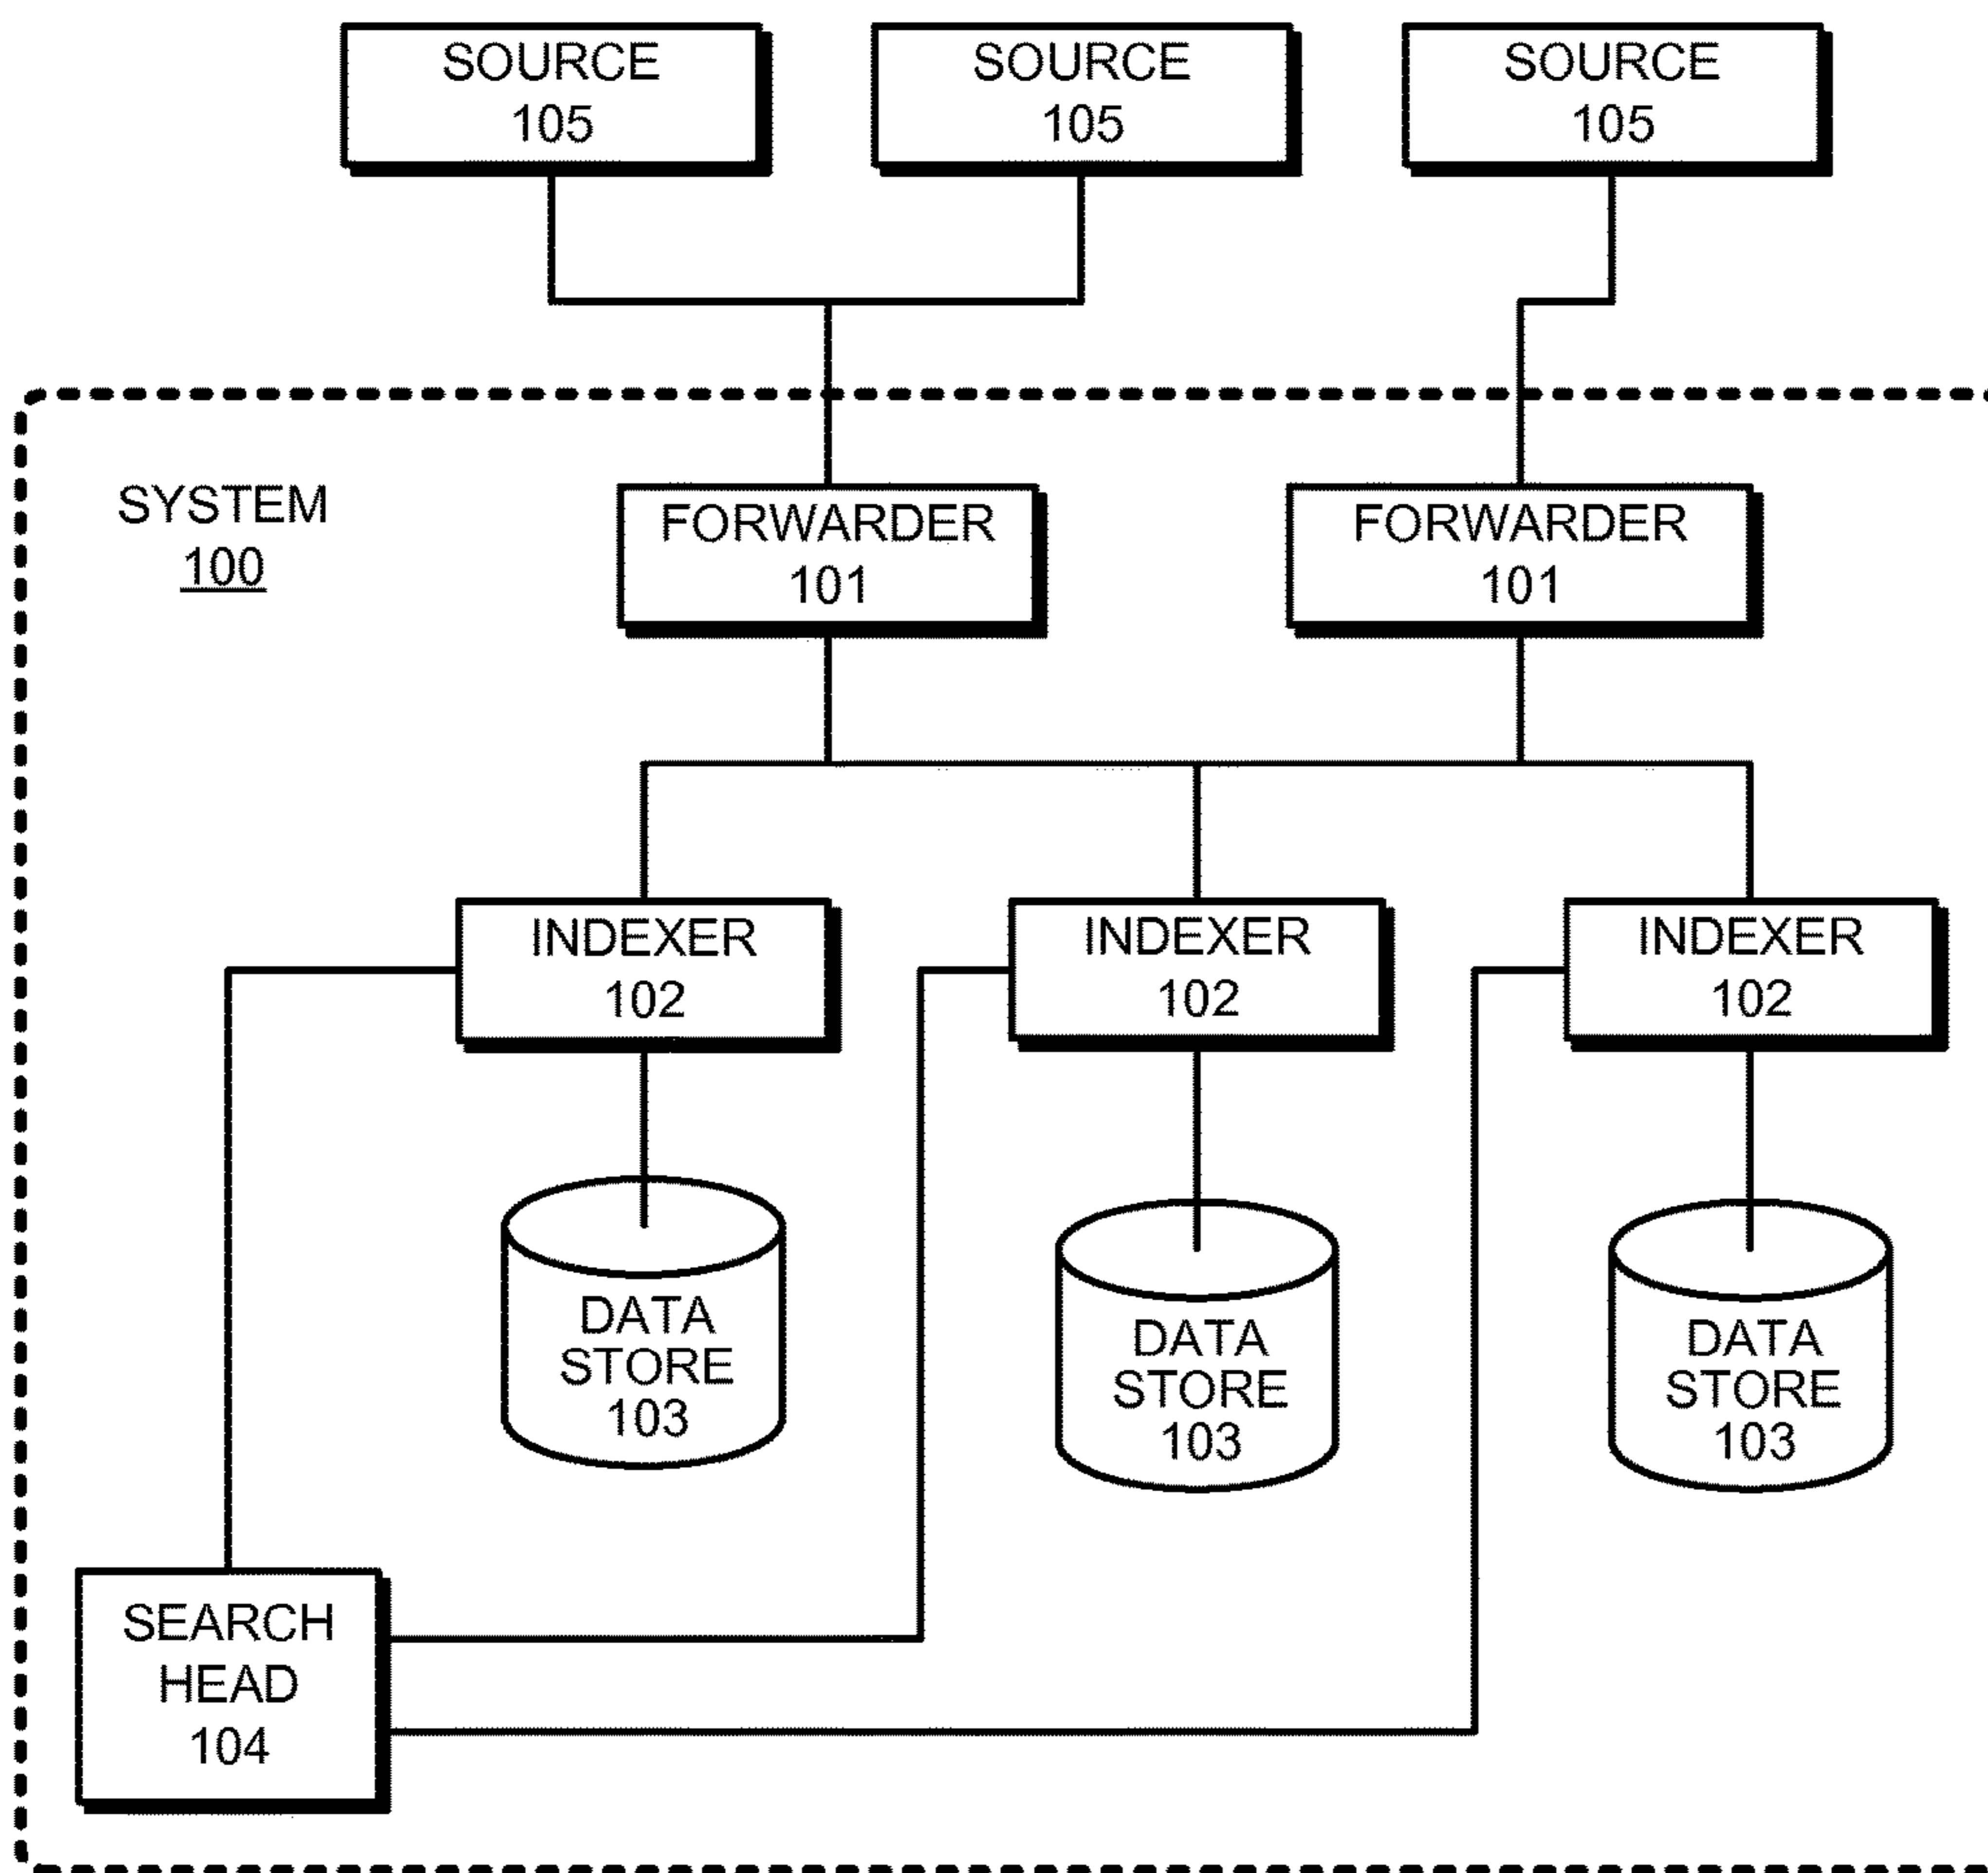 SOURCE
105
SOURCE
105
SOURCE
105
SYSTEM
100
FORWARDER
101
FORWARDER
101
INDEXER
102
INDEXER
102
INDEXER
102
DATA
STORE
103
DATA
STORE
103
DATA
STORE
103
SEARCH
HEAD
104